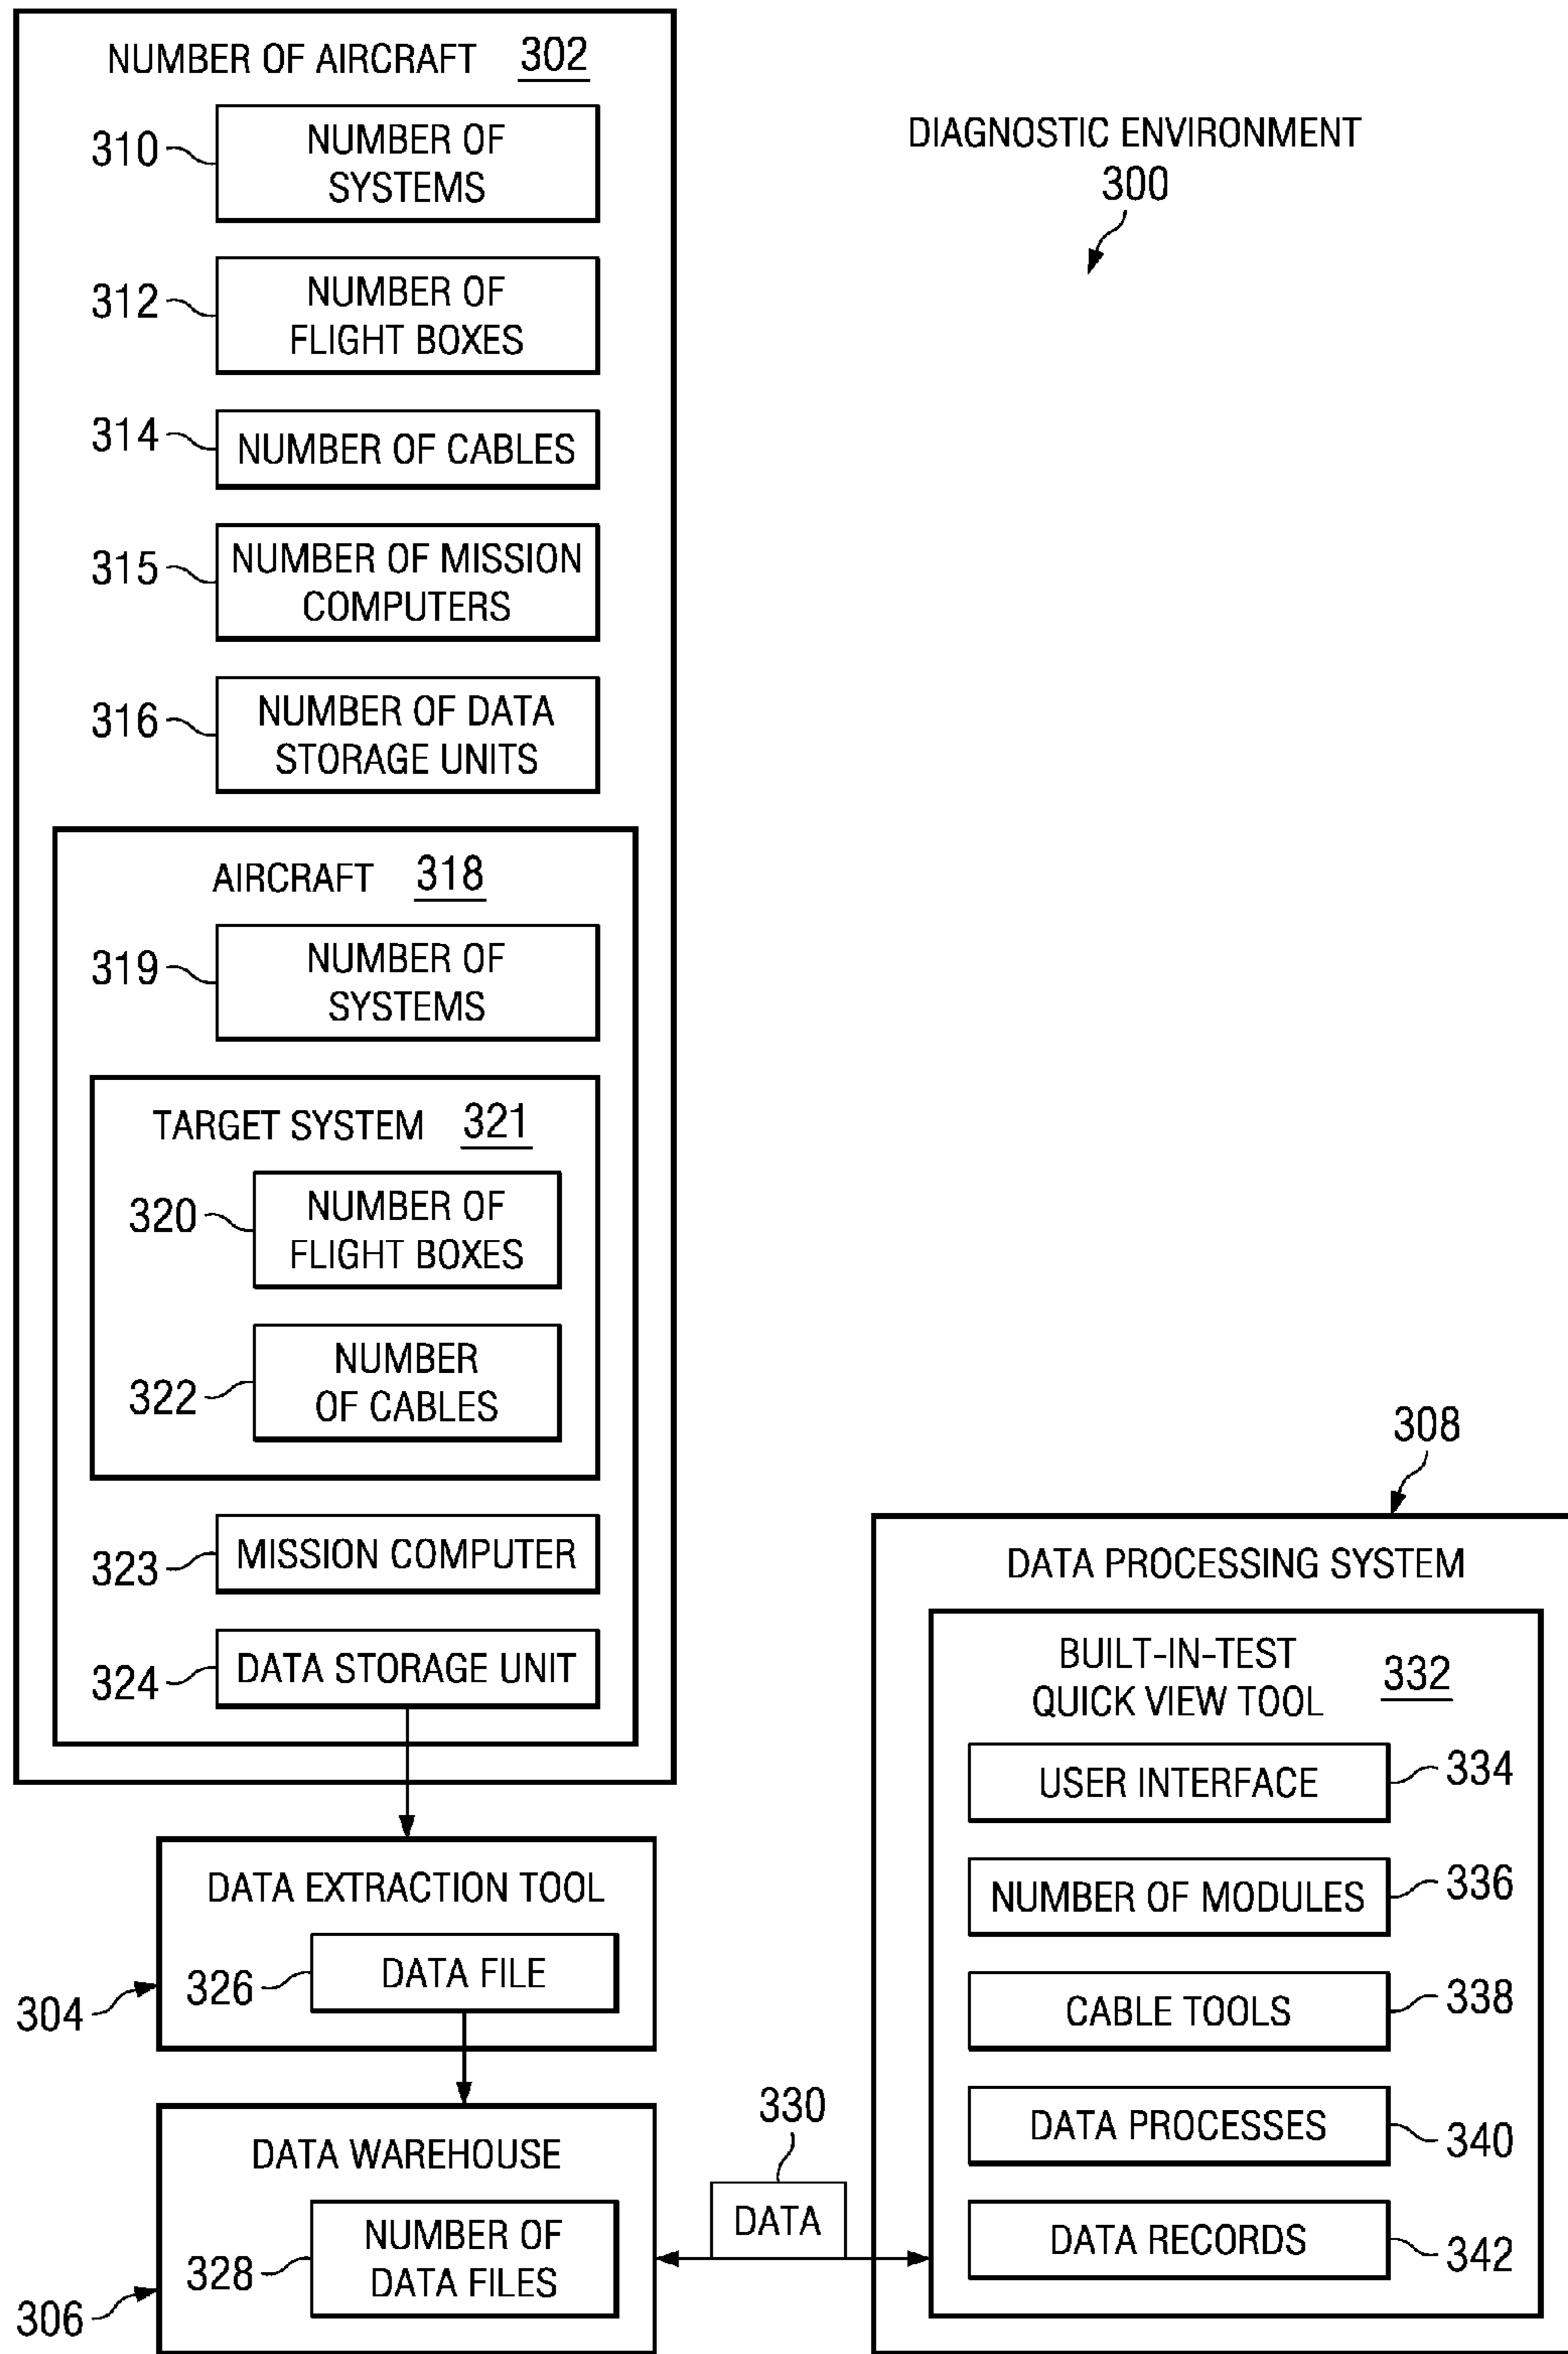 NUMBER OF AIRCRAFT 302
310 NUMBER OF
SYSTEMS
312 NUMBER OF
FLIGHT BOXES
314 NUMBER OF CABLES
315 NUMBER OF MISSION
COMPUTERS
316 NUMBER OF DATA
STORAGE UNITS
AIRCRAFT 318
319 NUMBER OF
SYSTEMS
TARGET SYSTEM 321
320 NUMBER OF
FLIGHT BOXES
NUMBER
322 OF CABLES
323 MISSION COMPUTER
324 DATA STORAGE UNIT
DATA EXTRACTION TOOL
326 DATA FILE
304
DATA WAREHOUSE
328 NUMBER OF
DATA FILES
306
330
DATA
DIAGNOSTIC ENVIRONMENT
300
308
DATA PROCESSING SYSTEM
BUILT-IN-TEST
QUICK VIEW TOOL 332
USER INTERFACE 334
NUMBER OF MODULES 336
CABLE TOOLS 338
DATA PROCESSES 340
DATA RECORDS 342